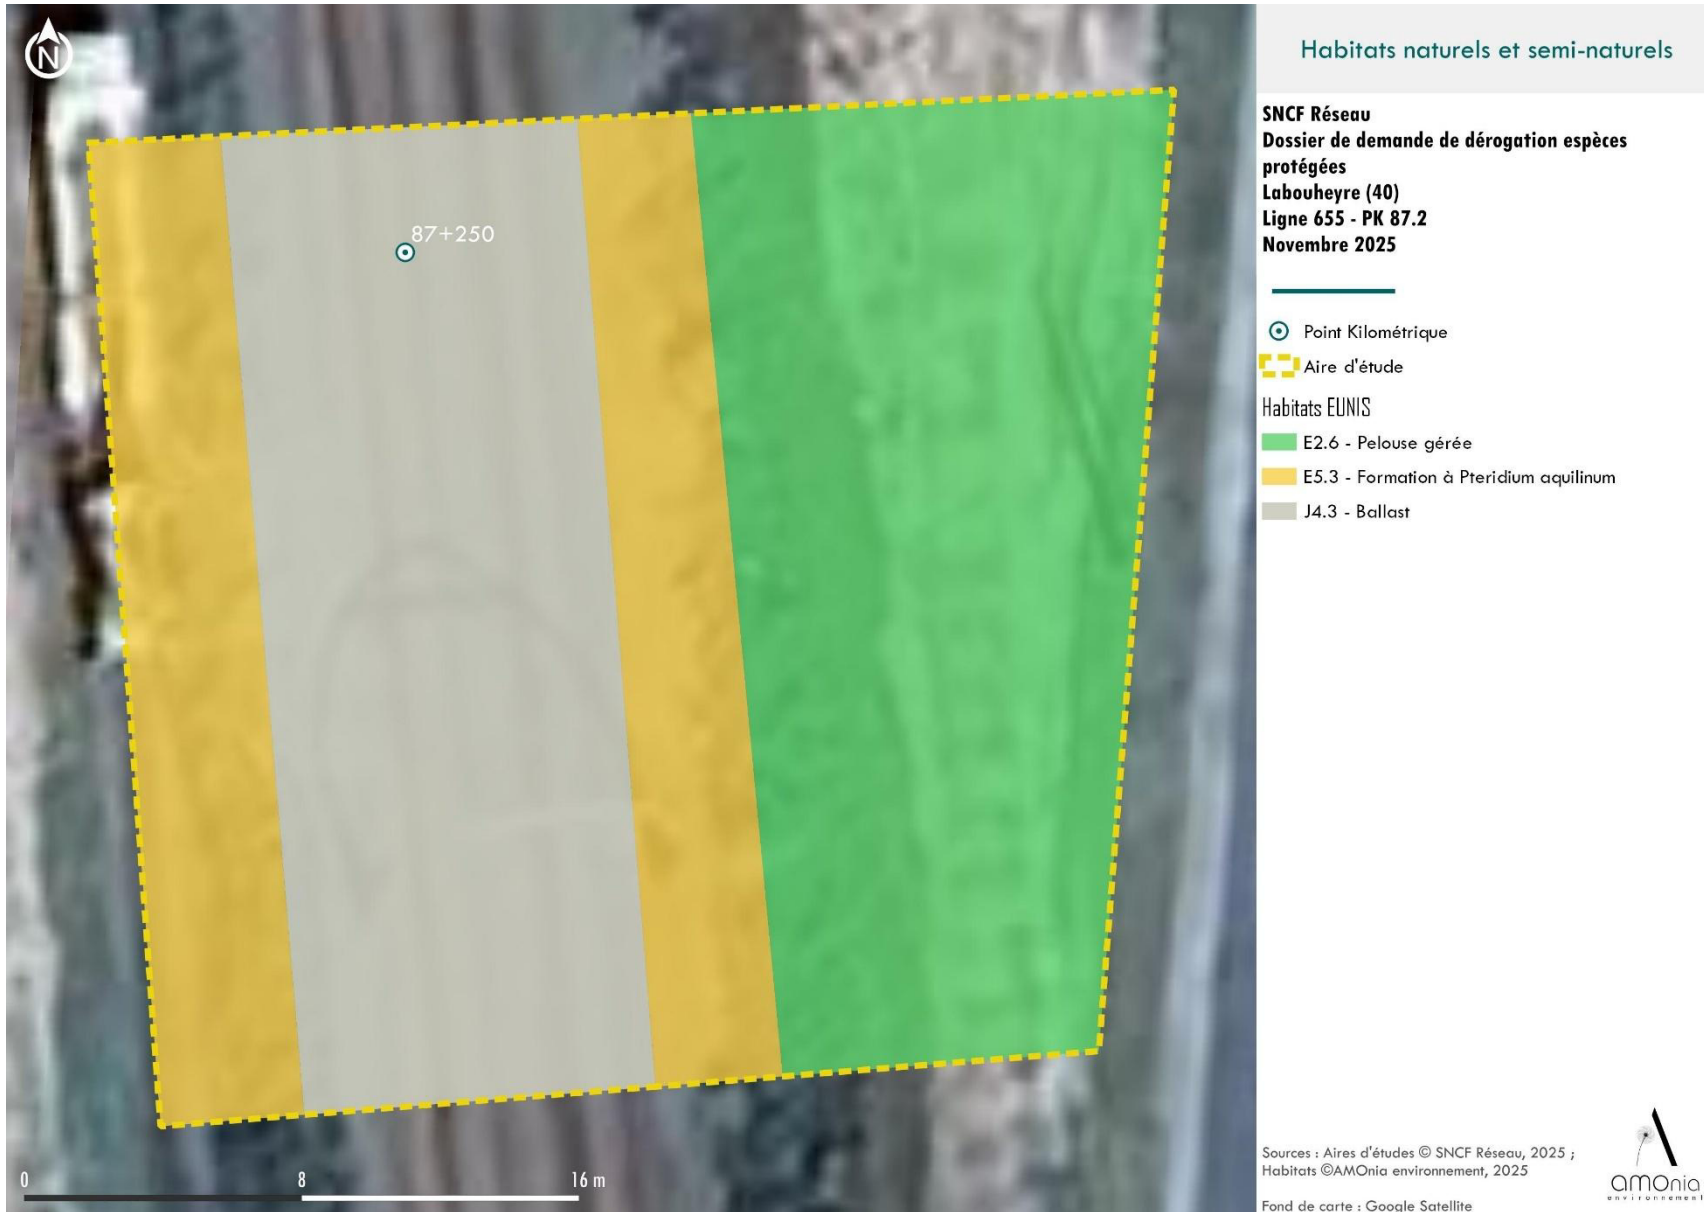 N
Habitats naturels et semi-naturels
SNCF Réseau
Dossier de demande de dérogation espèces
protégées
Labouheyre (40)
Ligne 655 - PK 87.2
Novembre 2025
87+250
Point Kilométrique
Aire d'étude
Habitats EUNIS
E2.6 - Pelouse gérée
E5.3 - Formation à Pteridium aquilinum
J4.3 - Ballast
0 8 16 m
Sources : Aires d'études © SNCF Réseau, 2025 ;
Habitats ©AMOnia environnement, 2025
Fond de carte : Google Satellite
amOnia
environnement